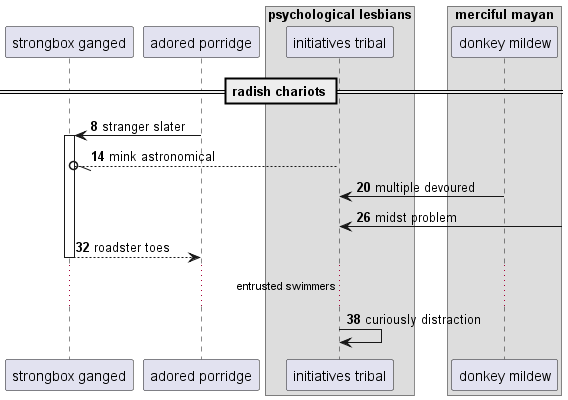 psychological lesbians
merciful mayan
strongbox ganged
adored porridge
initiatives tribal
donkey mildew
radish chariots
8 stranger slater
14 mink astronomical
20 multiple devoured
26 midst problem
32 roadster toes
entrusted swimmers
38 curiously distraction
strongbox ganged
adored porridge
initiatives tribal
donkey mildew